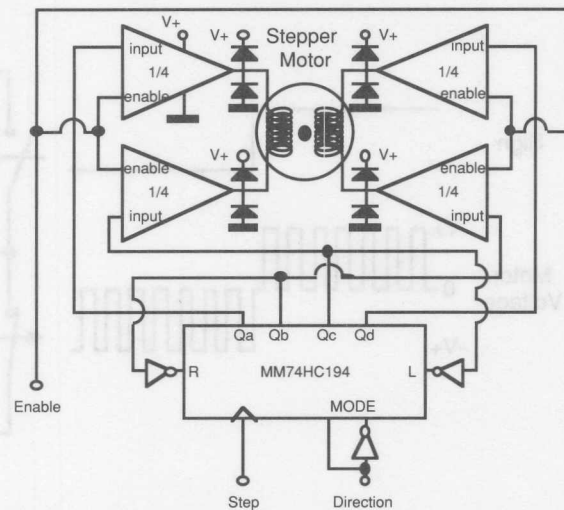 V+
input
1/4
enable
V+
Stepper
Motor
V+
input
1/4
enable
enable
1/4
input
V+
V+
enable
1/4
input
Qa Qb Qc Qd
R MM74HC194 L
MODE
Enable
Step Direction